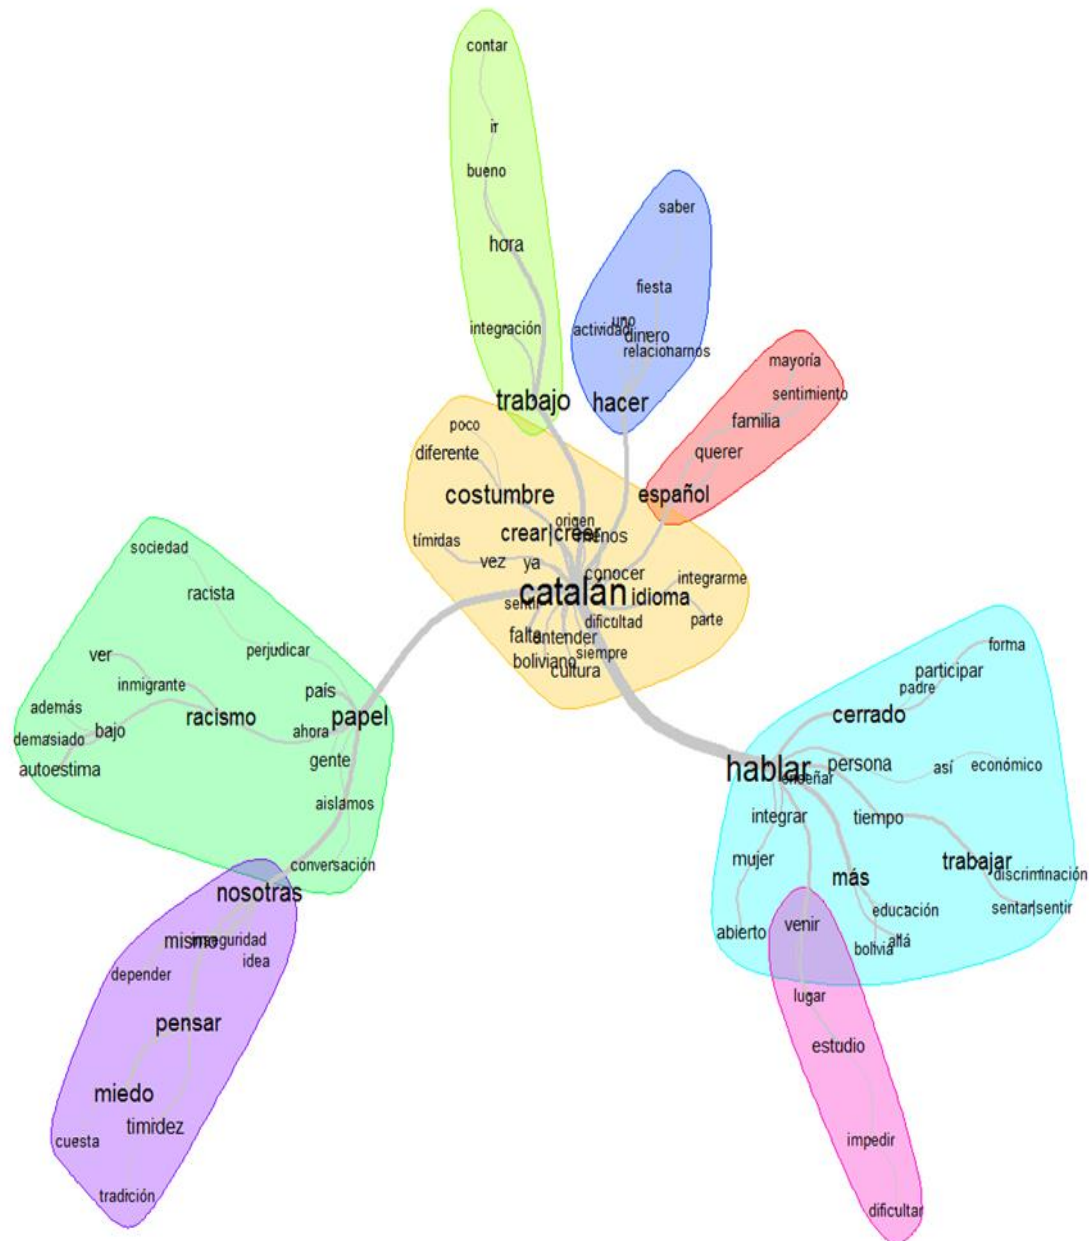 contar
ir
bueno
hora
integración
trabajo
saber
fiesta
uno
actividad
dinero
relacionarnos
hacer
mayoría
sentimiento
familia
querer
español
poco
diferente
costumbre
origen
crear|creer
menos
tímidas
vez
ya
conocer
catalán
idioma
integrarme
sentir
parte
dificultad
falta
entender
siempre
boliviano
cultura
sociedad
racista
perjudicar
ver
inmigrante
país
además
racismo
papel
bajo
ahora
demasiado
autoestima
gente
aislamos
conversación
nosotras
mismo
inseguridad
idea
depender
pensar
miedo
timidez
cuesta
tradición
forma
participar
padre
cerrado
hablar
enseñar
persona
así
económico
integrar
tiempo
mujer
trabajar
discriminación
más
sentar|sentir
educación
abierto
venir
allá
bolivia
lugar
estudio
impedir
dificultar